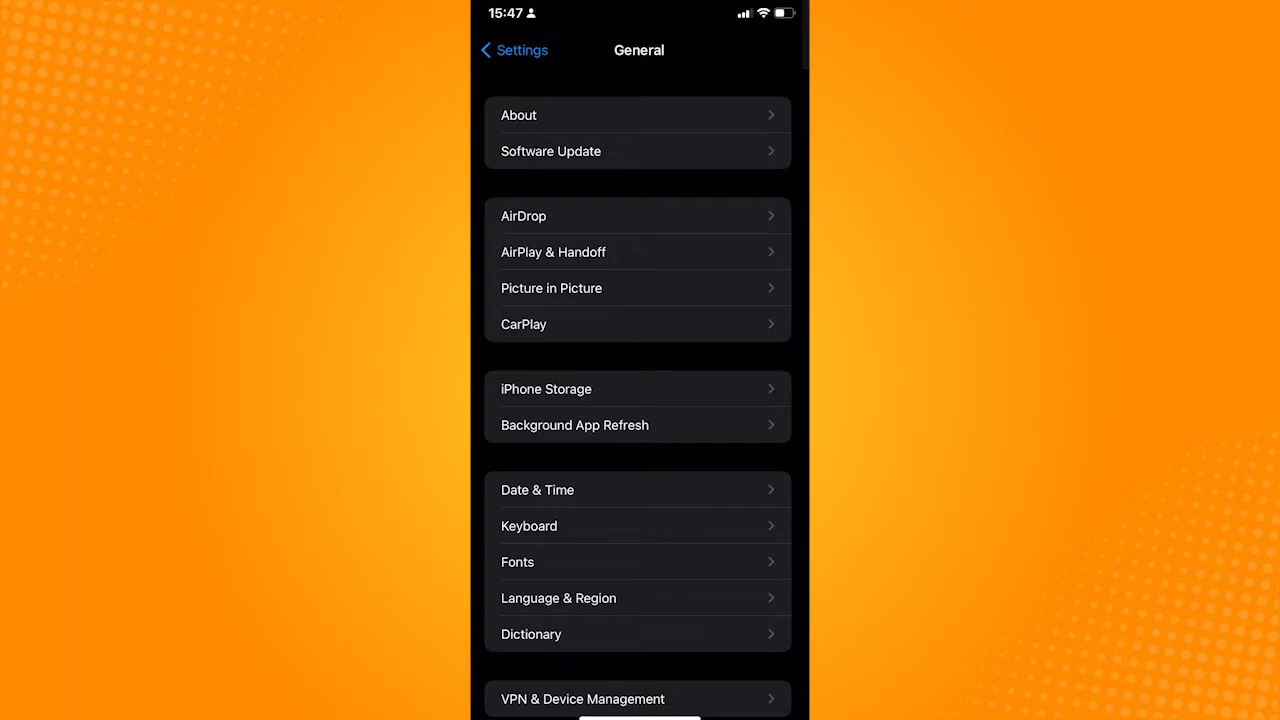 15:47
Settings
General
About
Software Update
AirDrop
AirPlay & Handoff
Picture in Picture
CarPlay
iPhone Storage
Background App Refresh
Date & Time
Keyboard
Fonts
Language & Region
Dictionary
VPN & Device Management